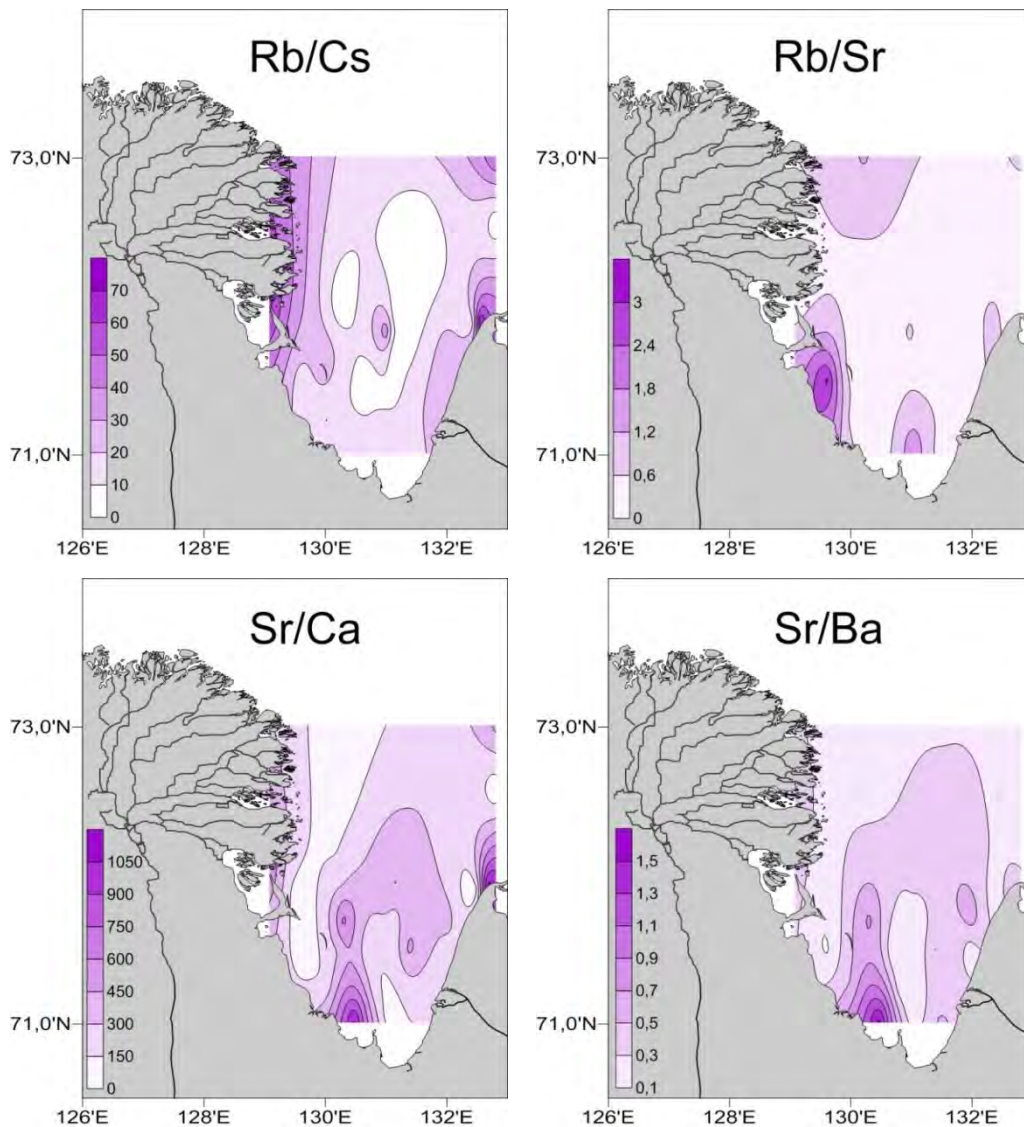 Rb/Cs
73,0'N
70
60
50
40
30
20
10
0
71,0'N
126'E 128'E 130'E 132'E
Rb/Sr
73,0'N
3
2,4
1,8
1,2
0,6
0
71,0'N
126'E 128'E 130'E 132'E
Sr/Ca
73,0'N
1050
900
750
600
450
300
150
0
71,0'N
126'E 128'E 130'E 132'E
Sr/Ba
73,0'N
1,5
1,3
1,1
0,9
0,7
0,5
0,3
0,1
71,0'N
126'E 128'E 130'E 132'E